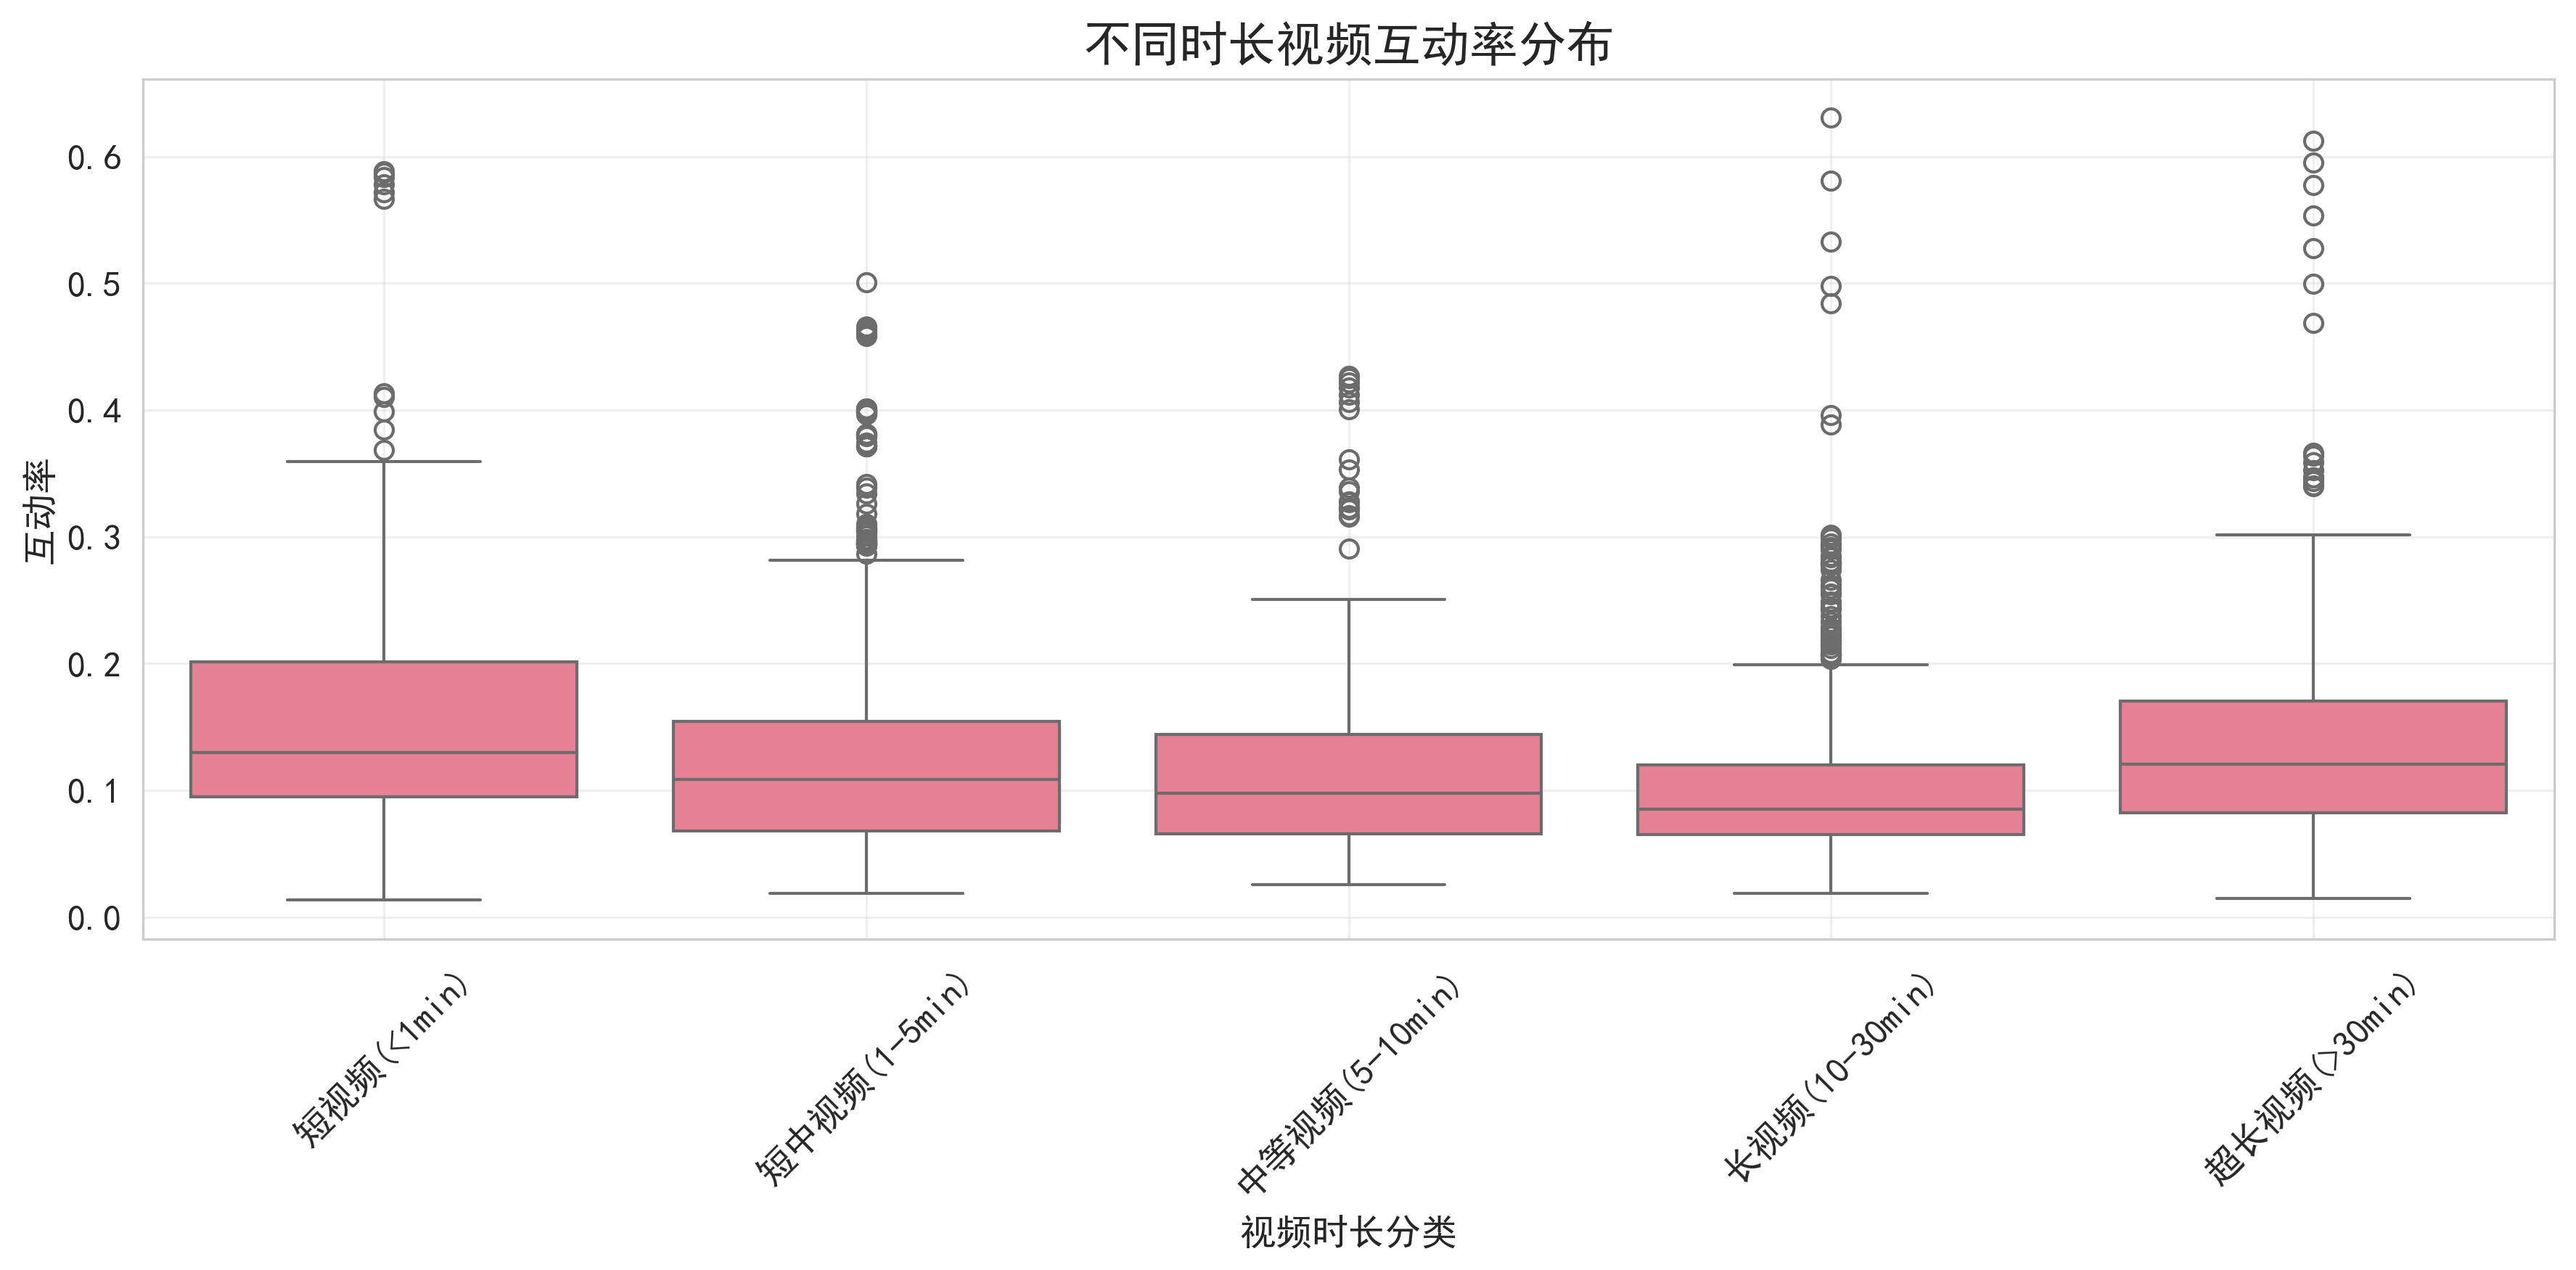 不同时长视频互动率分布
互动率
0.6
0.5
0.4
0.3
0.2
0.1
0.0
短视频(<1min)
短中视频(1-5min)
中等视频(5-10min)
长视频(10-30min)
超长视频(>30min)
视频时长分类